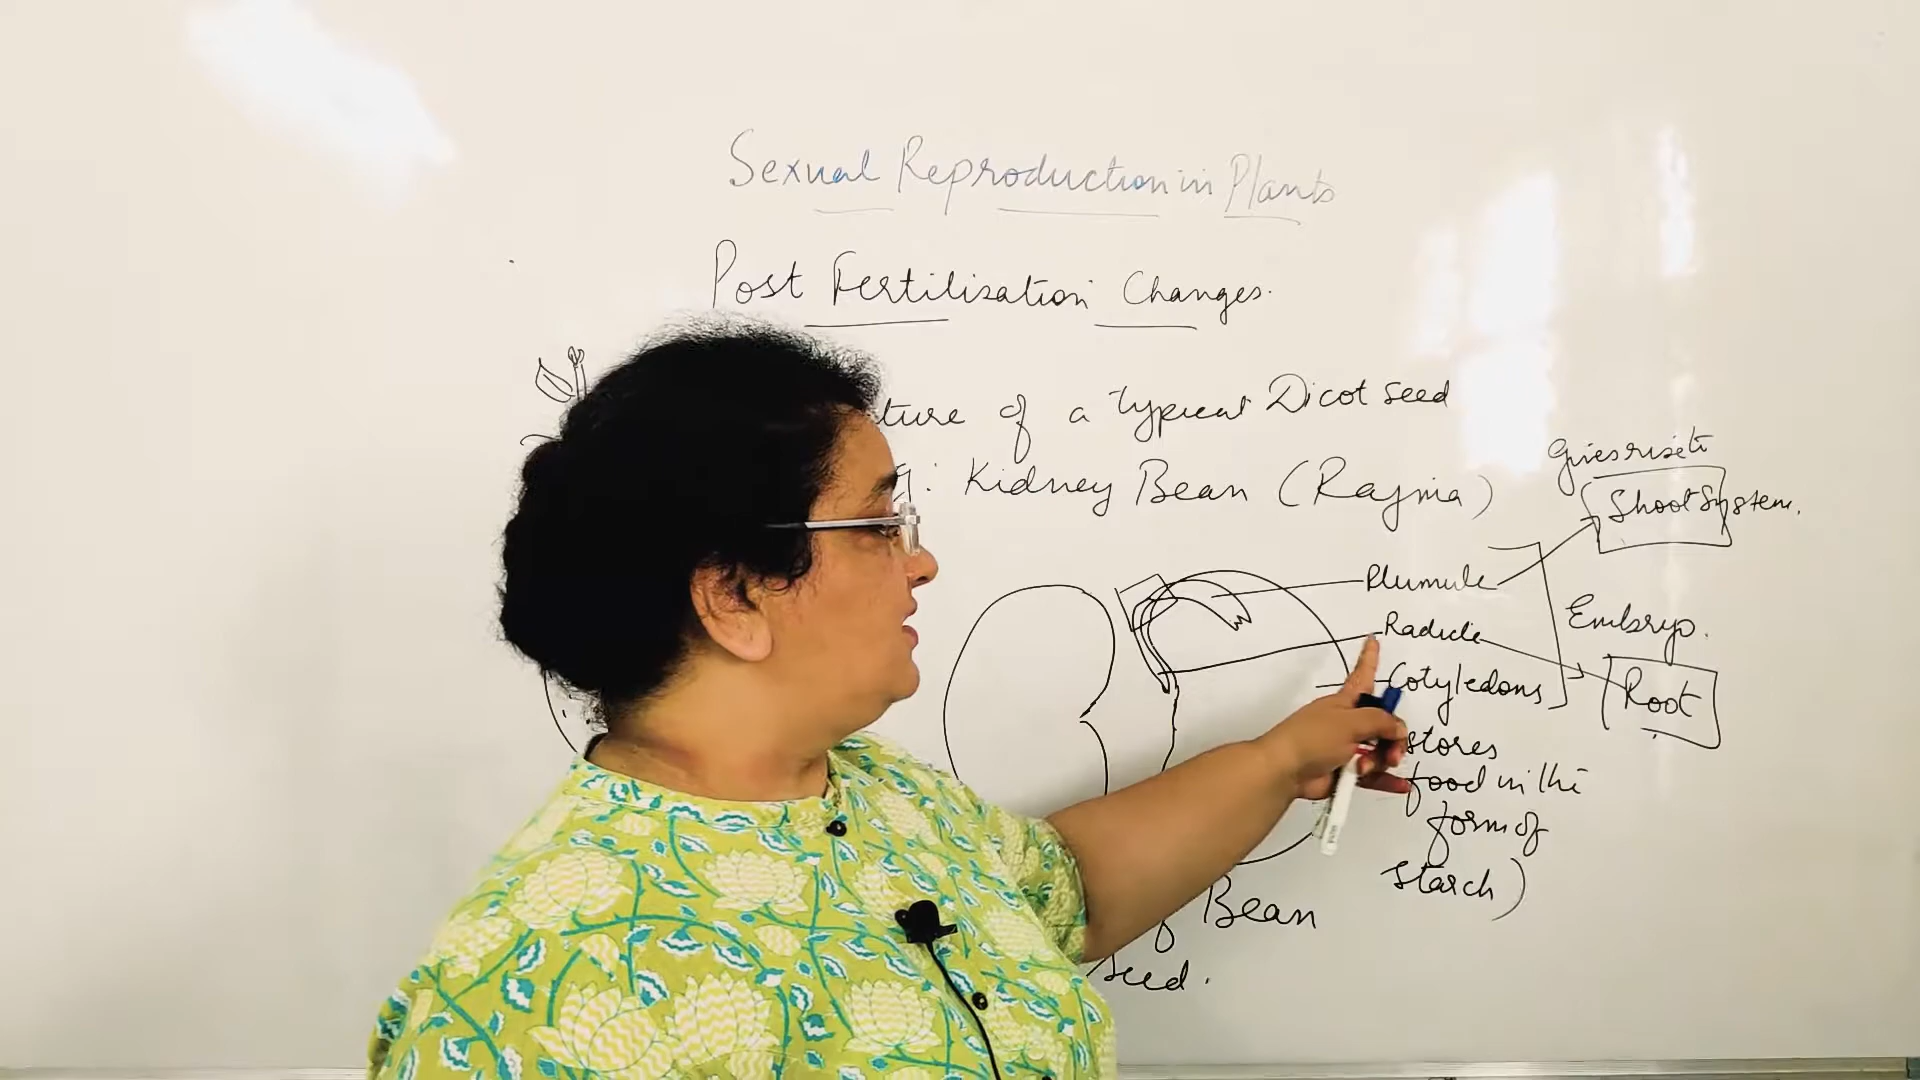 Sexual Reproduction in Plants
Post Fertilisation Changes.
ture of a typical Dicot seed
: Kidney Bean (Rajma)
Gives rise to
Shoot System.
Plumule
Radicle
Embryo.
Cotyledons
Root
stores
food in the
form of
starch)
of Bean
seed.